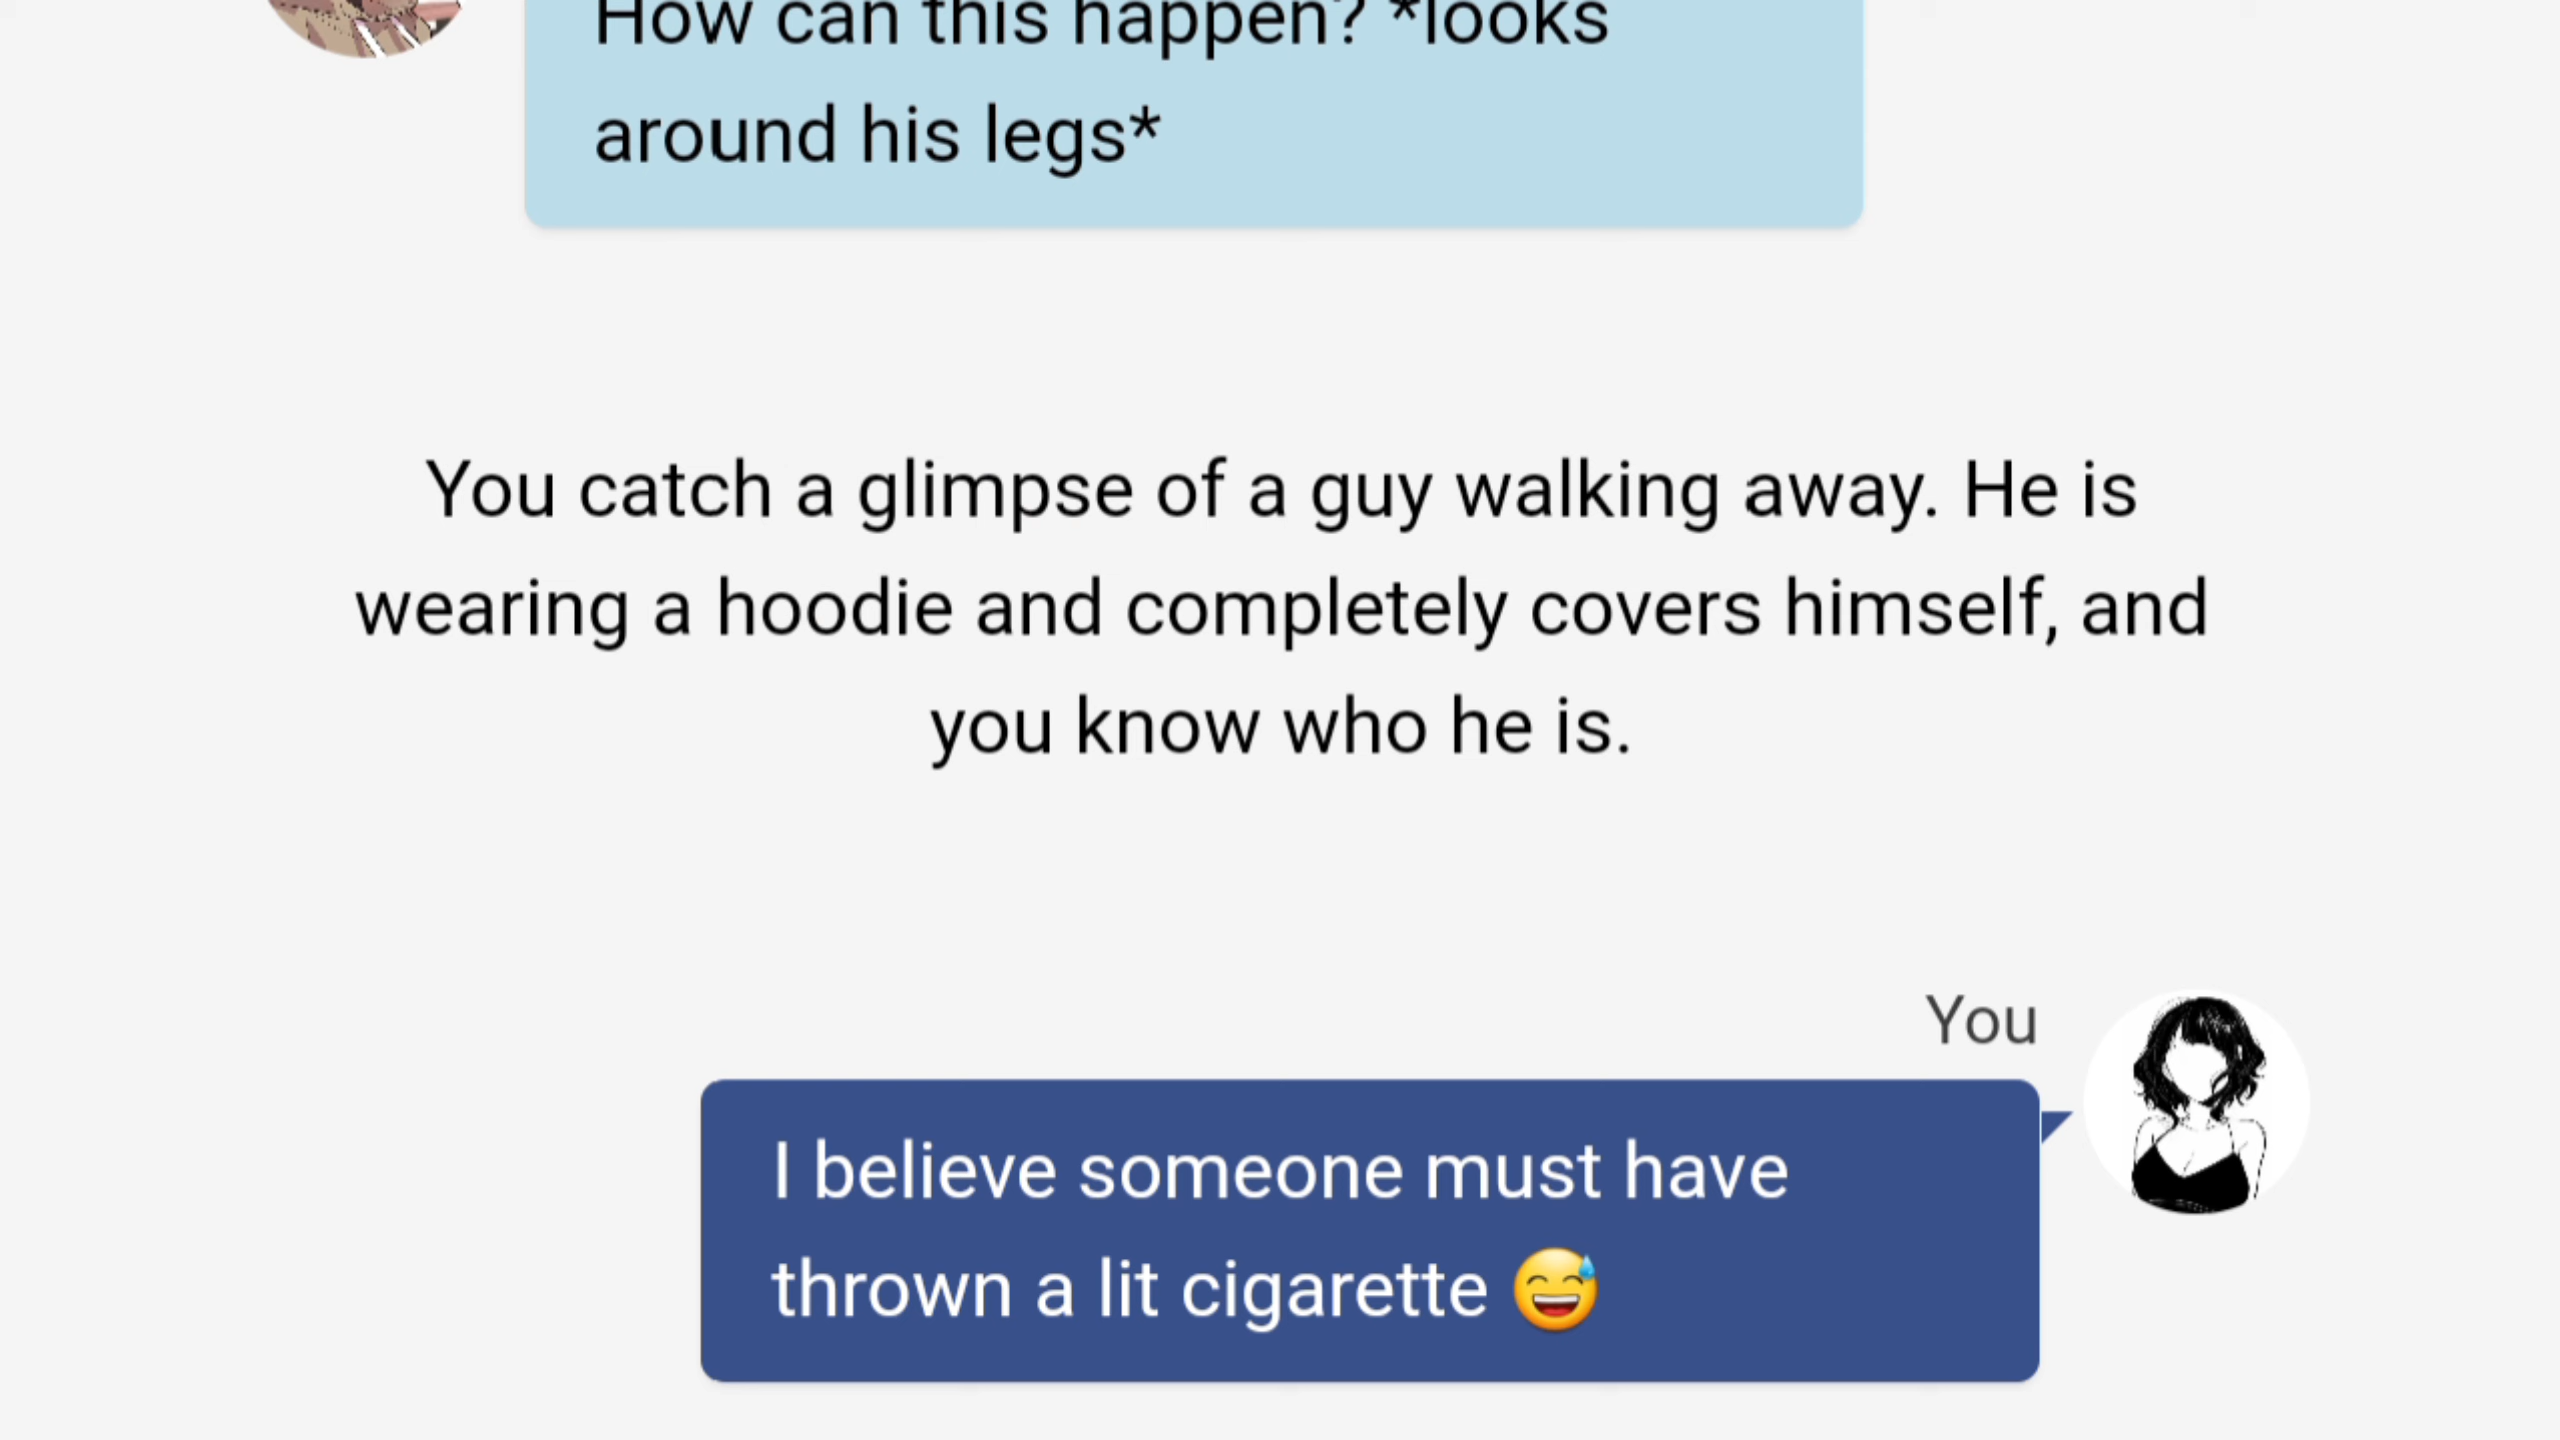 How can this happen? *looks
around his legs*
You catch a glimpse of a guy walking away. He is
wearing a hoodie and completely covers himself, and
you know who he is.
You
I believe someone must have
thrown a lit cigarette 😅